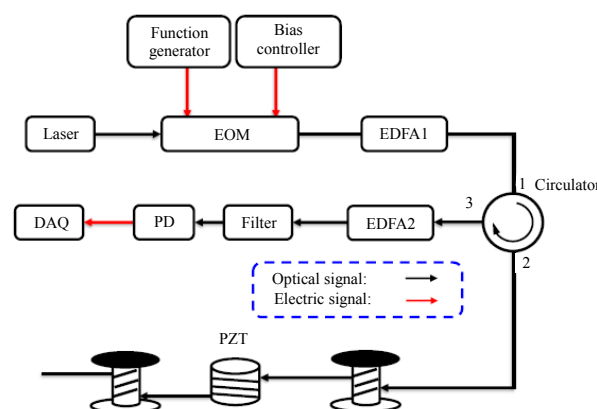 Function
generator
Bias
controller
Laser
EOM
EDFA1
1
Circulator
3
2
DAQ
PD
Filter
EDFA2
Optical signal:
Electric signal:
PZT